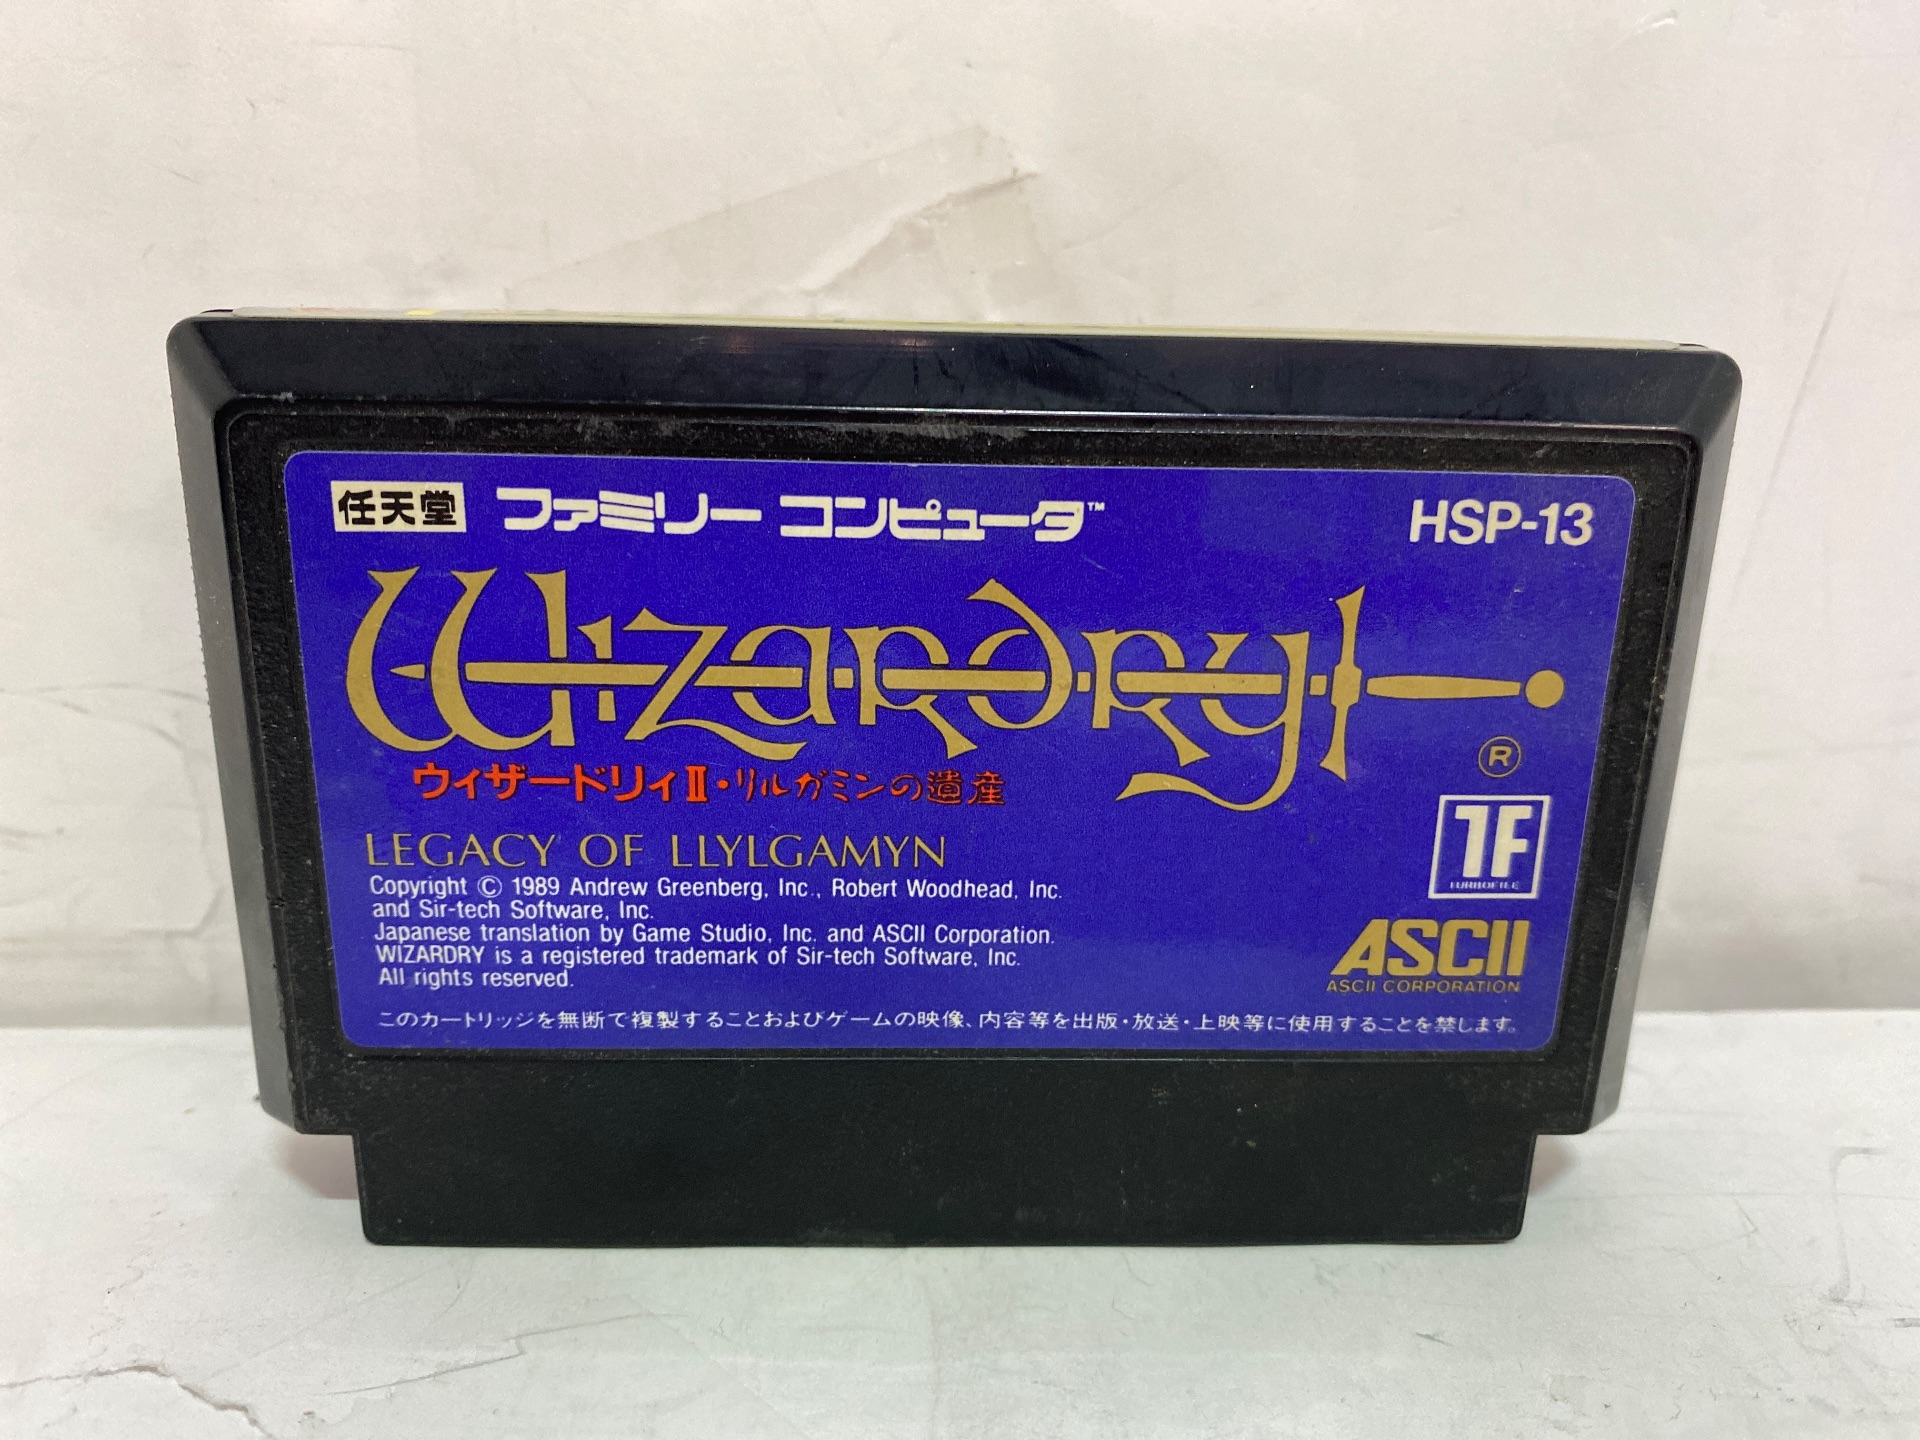 任天堂 ファミリー コンピュータ™ HSP-13
Wizardry
®
ウィザードリィⅡ・リルガミンの遺産
LEGACY OF LLYLGAMYN
TF
TURBOFILE
Copyright © 1989 Andrew Greenberg, Inc., Robert Woodhead, Inc.
and Sir-tech Software, Inc.
Japanese translation by Game Studio, Inc. and ASCII Corporation.
WIZARDRY is a registered trademark of Sir-tech Software, Inc.
All rights reserved.
ASCII
ASCII CORPORATION
このカートリッジを無断で複製することおよびゲームの映像、内容等を出版・放送・上映等に使用することを禁します。